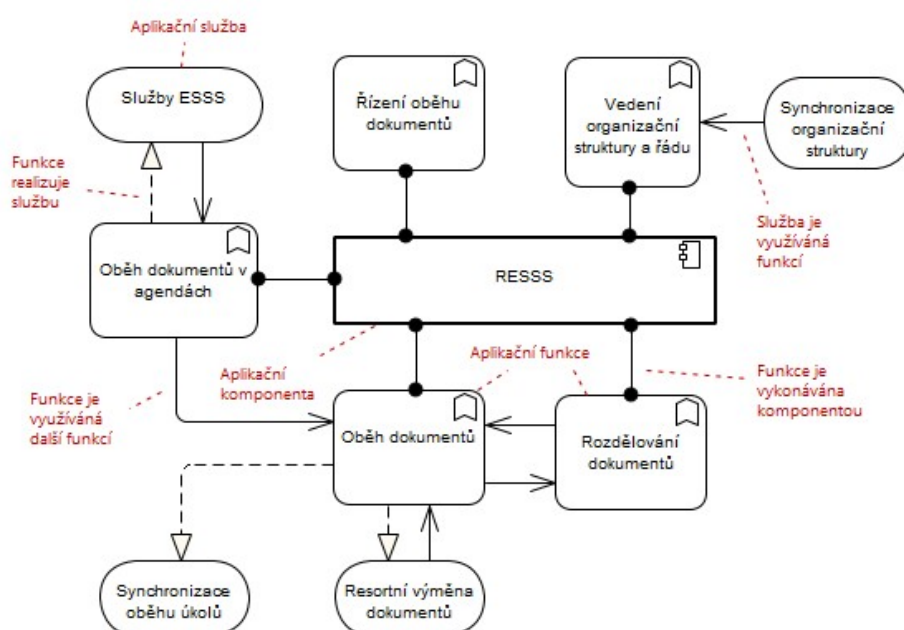 Aplikační služba
Služby ESSS
Řízení oběhu
dokumentů
Vedení
organizační
struktury a řádu
Synchronizace
organizační
struktury
Funkce
realizuje
službu
Služba je
využíváná
funkcí
Oběh dokumentů v
agendách
RESSS
Aplikační
komponenta
Aplikační funkce
Funkce je
vykonávána
komponentou
Funkce je
využíváná
další funkcí
Oběh dokumentů
Rozdělování
dokumentů
Synchronizace
oběhu úkolů
Resortní výměna
dokumentů